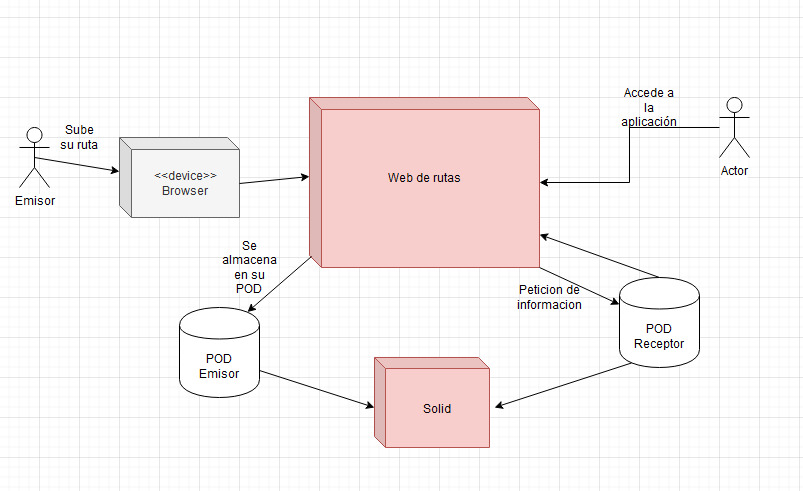 Sube
su ruta
Emisor
<<device>>
Browser
Web de rutas
Accede a
la
aplicación
Actor
Se
almacena
en su
POD
Peticion de
informacion
POD
Emisor
POD
Receptor
Solid